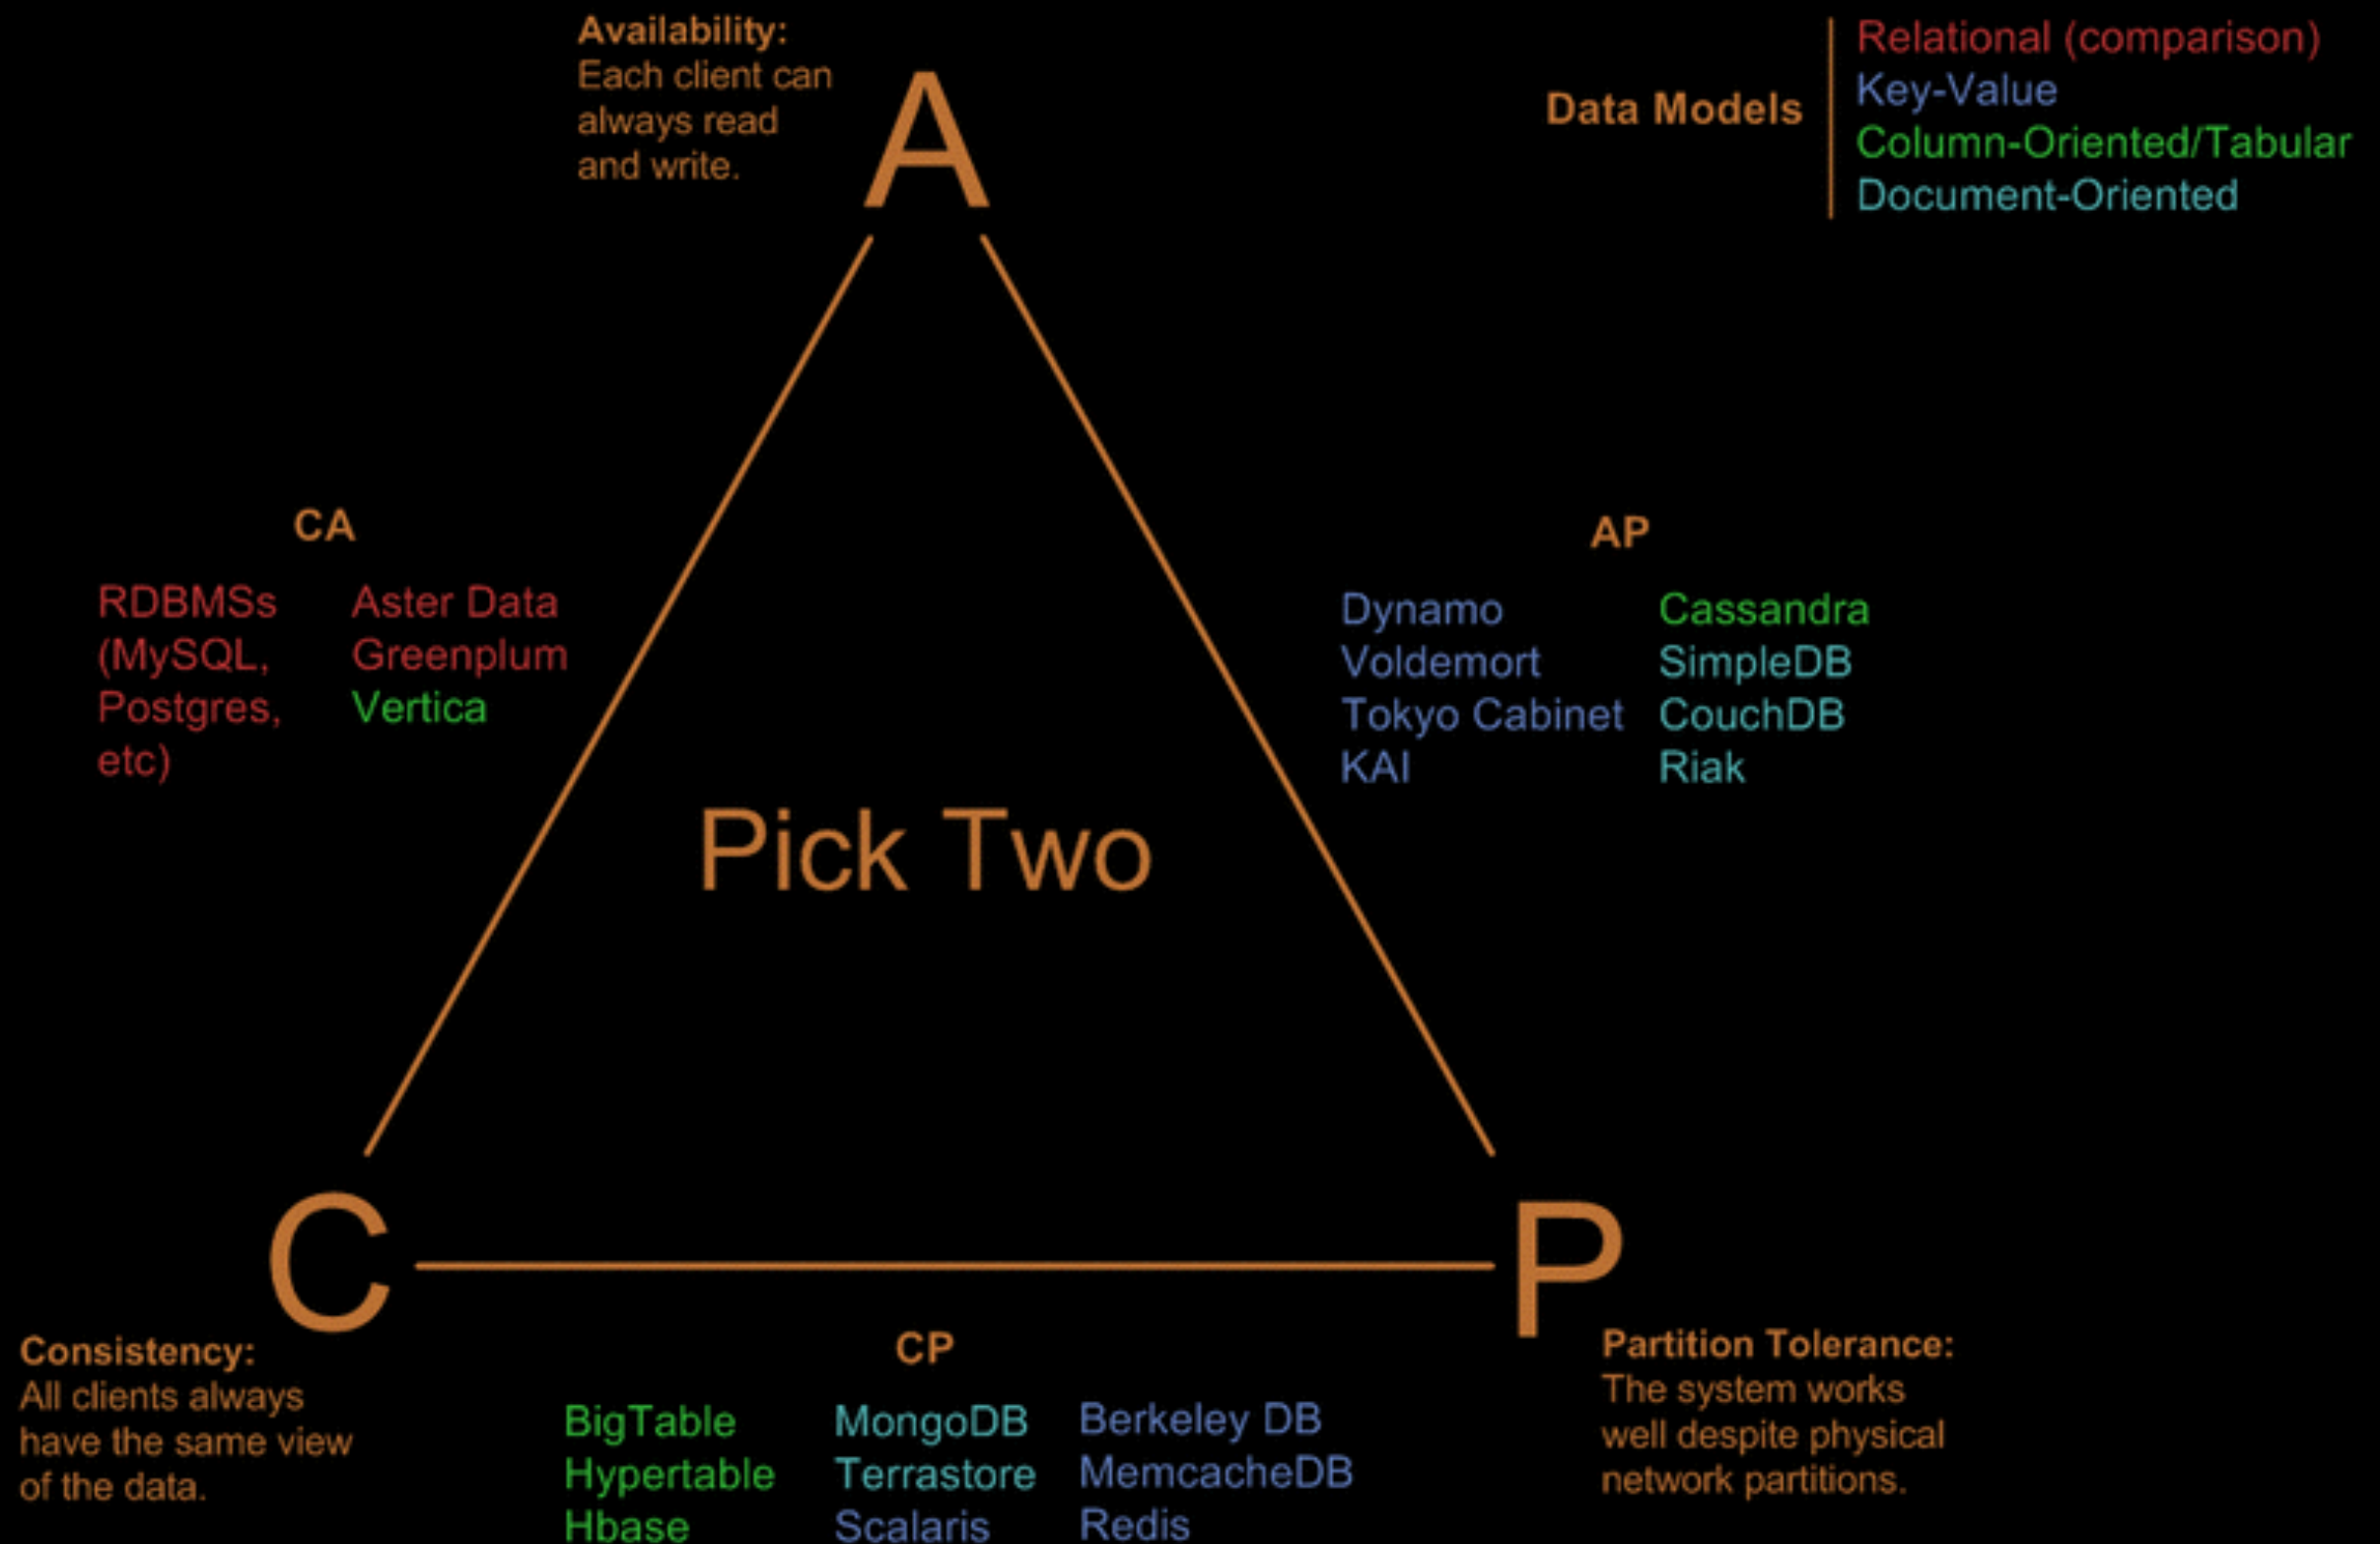 Availability:
Each client can
always read
and write.
A
Data Models
Relational (comparison)
Key-Value
Column-Oriented/Tabular
Document-Oriented
CA
RDBMSs
(MySQL,
Postgres,
etc)
Aster Data
Greenplum
Vertica
AP
Dynamo
Voldemort
Tokyo Cabinet
KAI
Cassandra
SimpleDB
CouchDB
Riak
Pick Two
C
Consistency:
All clients always
have the same view
of the data.
CP
BigTable
Hypertable
Hbase
MongoDB
Terrastore
Scalaris
Berkeley DB
MemcacheDB
Redis
P
Partition Tolerance:
The system works
well despite physical
network partitions.